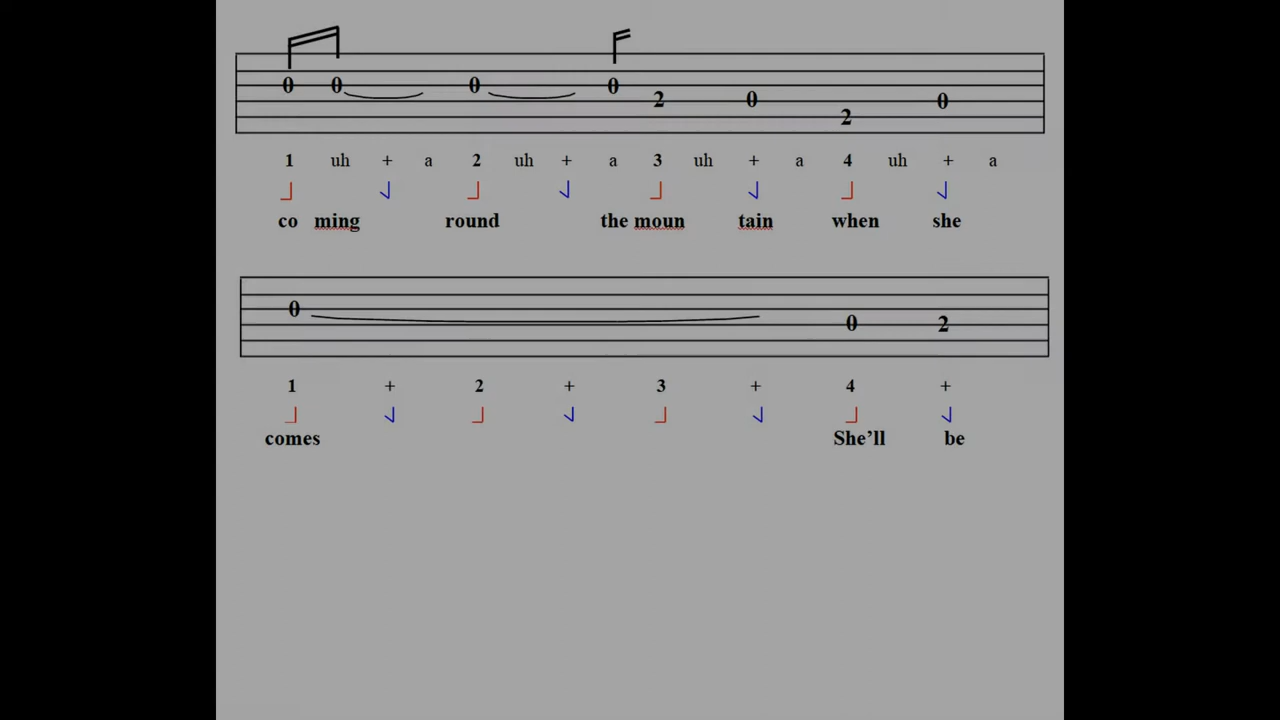 0 0 0 0 2 0 2 0
1 uh + a 2 uh + a 3 uh + a 4 uh + a
co ming round the moun tain when she
0 0 2
1 + 2 + 3 + 4 +
comes She’ll be